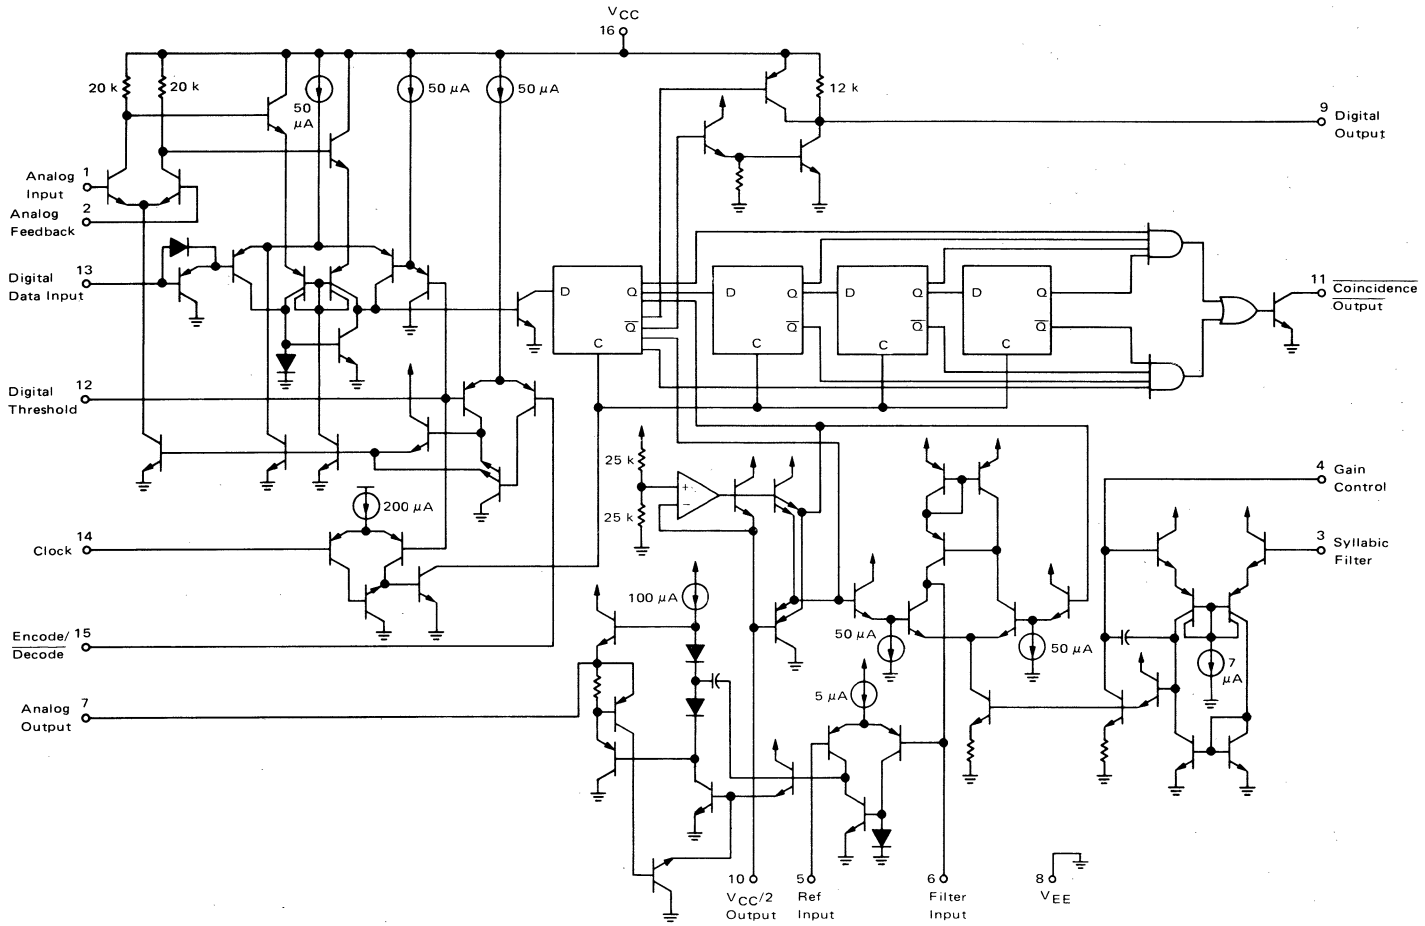 VCC
16
20 k
20 k
50
μA
50 μA
50 μA
12 k
9
Digital
Output
1
Analog
Input
2
Analog
Feedback
13
Digital
Data Input
D
Q
Q
C
D
Q
Q
C
D
Q
Q
C
D
Q
Q
C
11
Coincidence
Output
12
Digital
Threshold
25 k
25 k
+
−
4
Gain
Control
200 μA
14
Clock
3
Syllabic
Filter
100 μA
50 μA
50 μA
7
μA
15
Encode/
Decode
5 μA
7
Analog
Output
10
VCC/2
Output
5
Ref
Input
6
Filter
Input
8
VEE